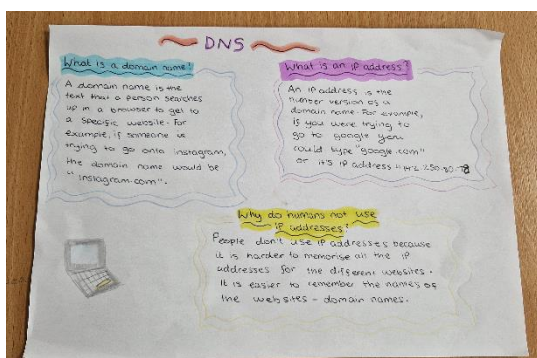 DNS
What is a domain name?
A domain name is the
text that a person searches
up in a browser to get to
a specific website. For
example, if someone is
trying to go onto instagram,
the domain name would be
"instagram.com".
What is an IP address?
An IP address is the
number version of a
domain name. For example,
if you were trying to
go to google you
could type "google.com"
or it's IP address "142.250.80.78
Why do humans not use
IP addresses?
People don't use IP addresses because
it is harder to memorise all the IP
addresses for the different websites.
It is easier to remember the names of
the websites - domain names.